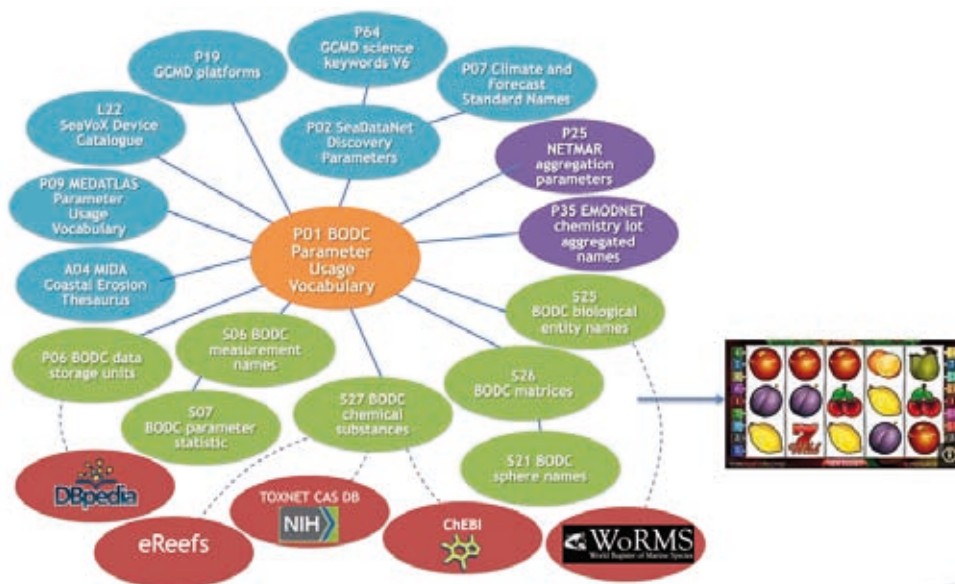 P19
GCMD platforms
P64
GCMD science
keywords V6
P07 Climate and
Forecast
Standard Names
L22
SeaVoX Device
Catalogue
P02 SeaDataNet
Discovery
Parameters
P25
NETMAR
aggregation
parameters
P09 MEDATLAS
Parameter
Usage
Vocabulary
P01 BODC
Parameter
Usage
Vocabulary
P35 EMODNET
chemistry lot
aggregated
names
A04 MIDA
Coastal Erosion
Thesaurus
S25
BODC biological
entity names
P06 BODC data
storage units
S06 BODC
measurement
names
S26
BODC matrices
S07
BODC parameter
statistic
S27 BODC
chemical
substances
S21 BODC
sphere names
DBpedia
eReefs
TOXNET CAS DB
NIH
ChEBI
WoRMS
World Register of Marine Species
7
Wild